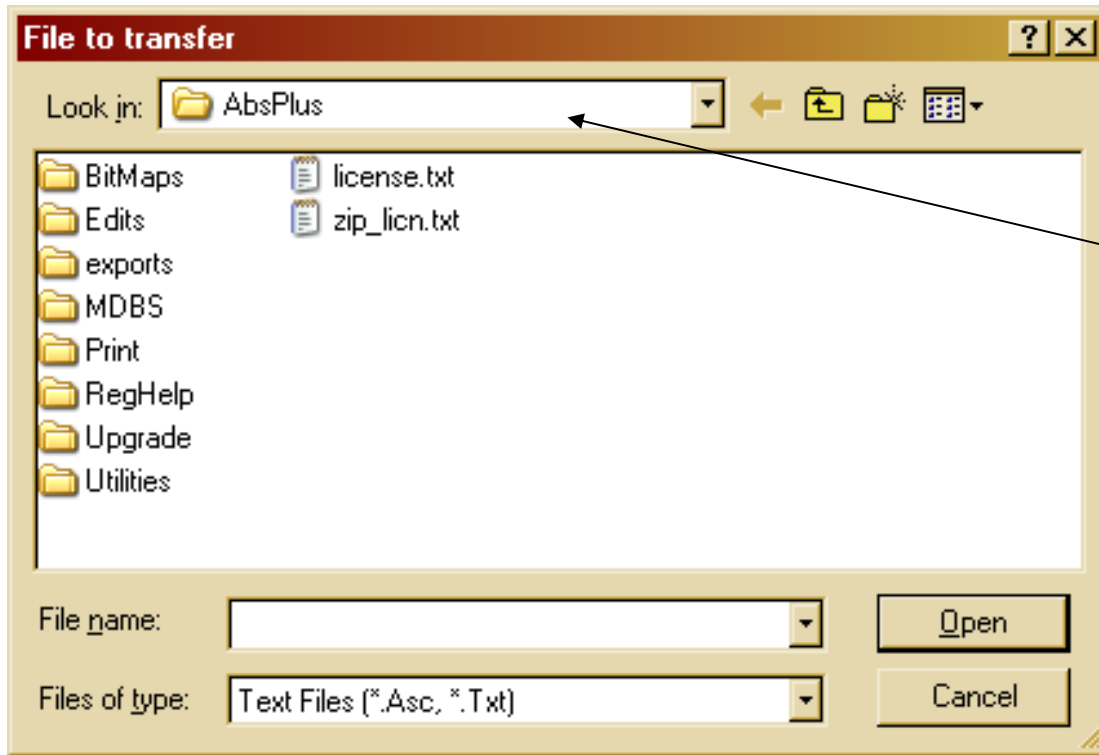 File to transfer
Look in: AbsPlus
BitMaps license.txt
Edits zip_licn.txt
exports
MDBS
Print
RegHelp
Upgrade
Utilities
File name: Open
Files of type: Text Files (*.Asc, *.Txt) Cancel